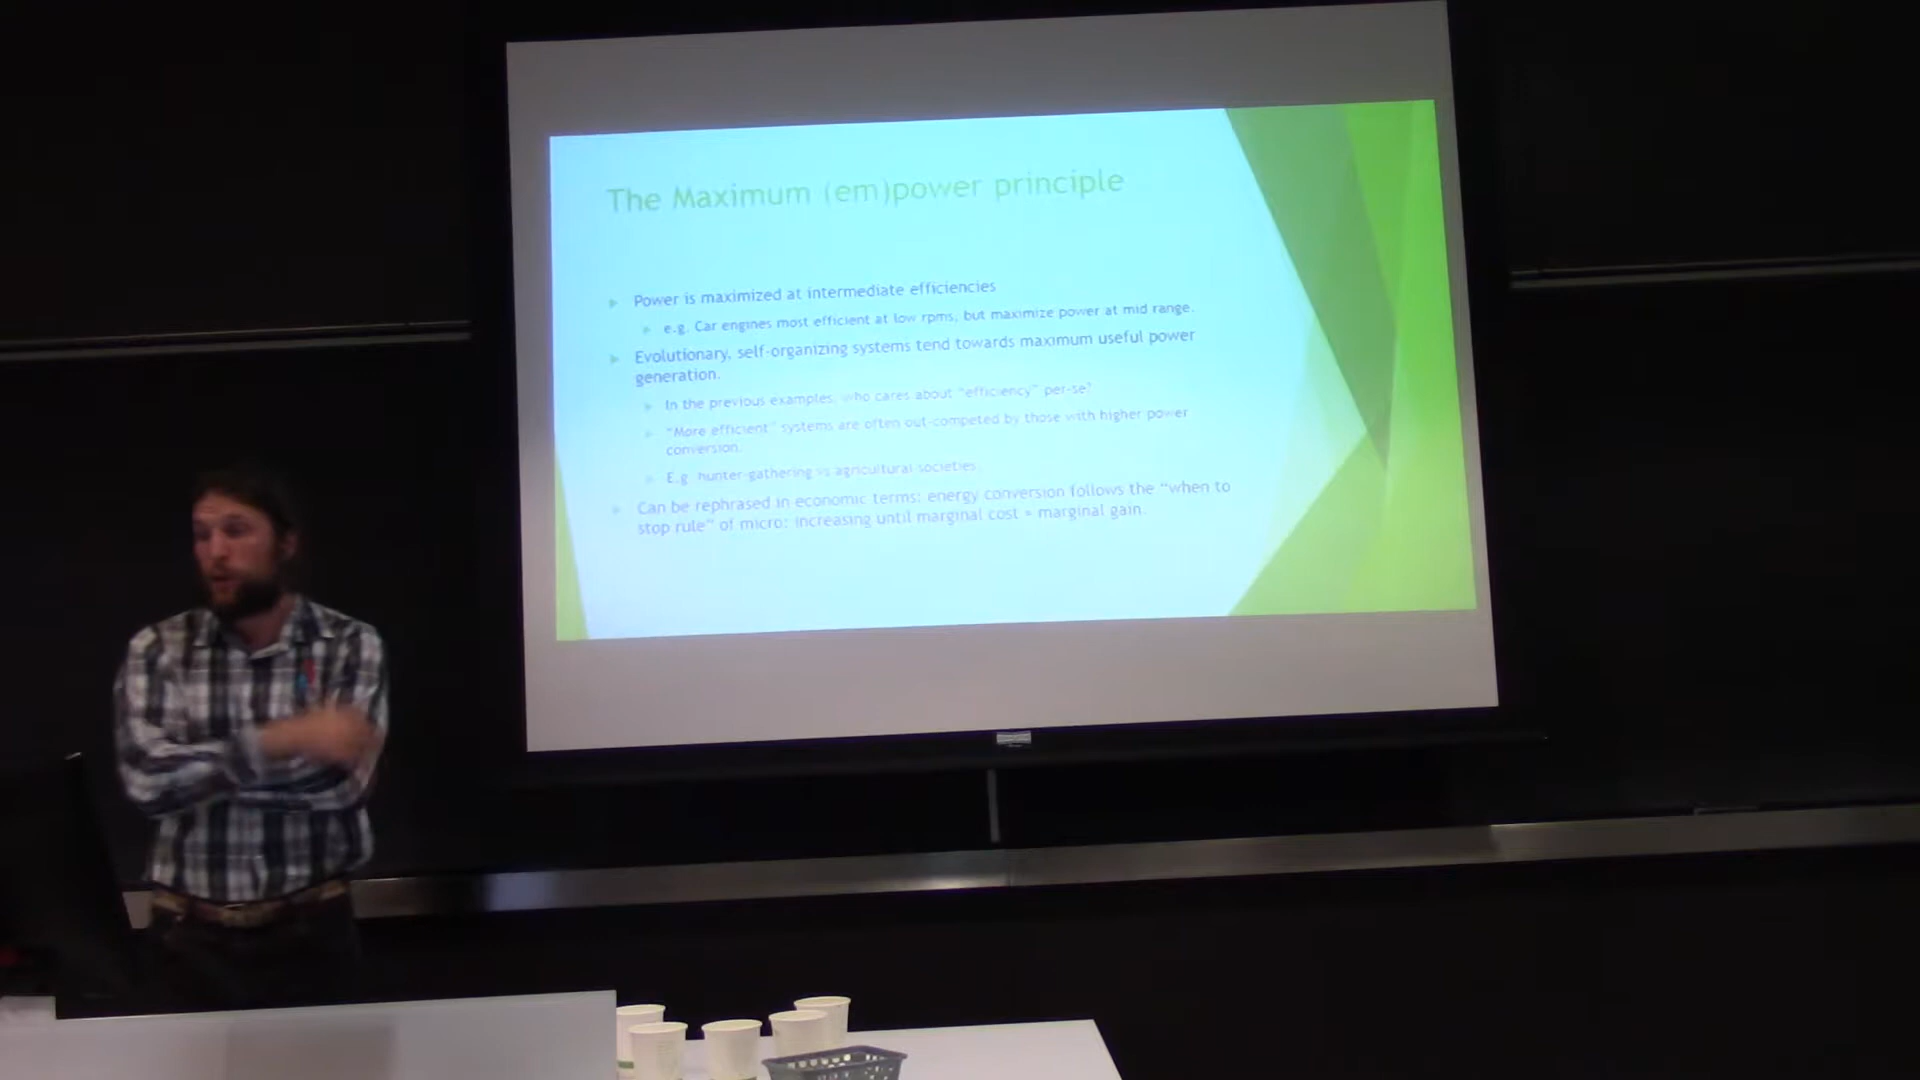 The Maximum (em)power principle
Power is maximized at intermediate efficiencies
e.g. Car engines most efficient at low rpms, but maximize power at mid range.
Evolutionary, self-organizing systems tend towards maximum useful power
generation.
In the previous examples, who cares about "efficiency" per-se?
"More efficient" systems are often out-competed by those with higher power
conversion.
E.g. hunter-gathering vs agricultural societies.
Can be rephrased in economic terms: energy conversion follows the "when to
stop rule" of micro: increasing until marginal cost = marginal gain.